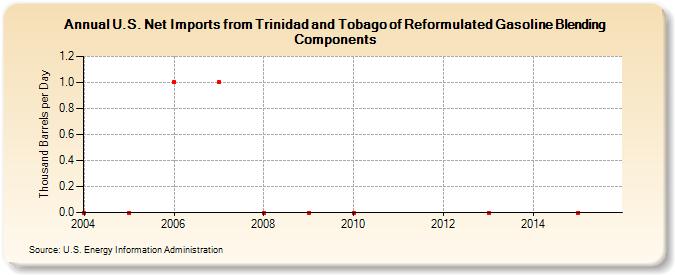 Annual U.S. Net Imports from Trinidad and Tobago of Reformulated Gasoline Blending
Components
Thousand Barrels per Day
1.2
1.0
0.8
0.6
0.4
0.2
0.0
2004 2006 2008 2010 2012 2014
Source: U.S. Energy Information Administration